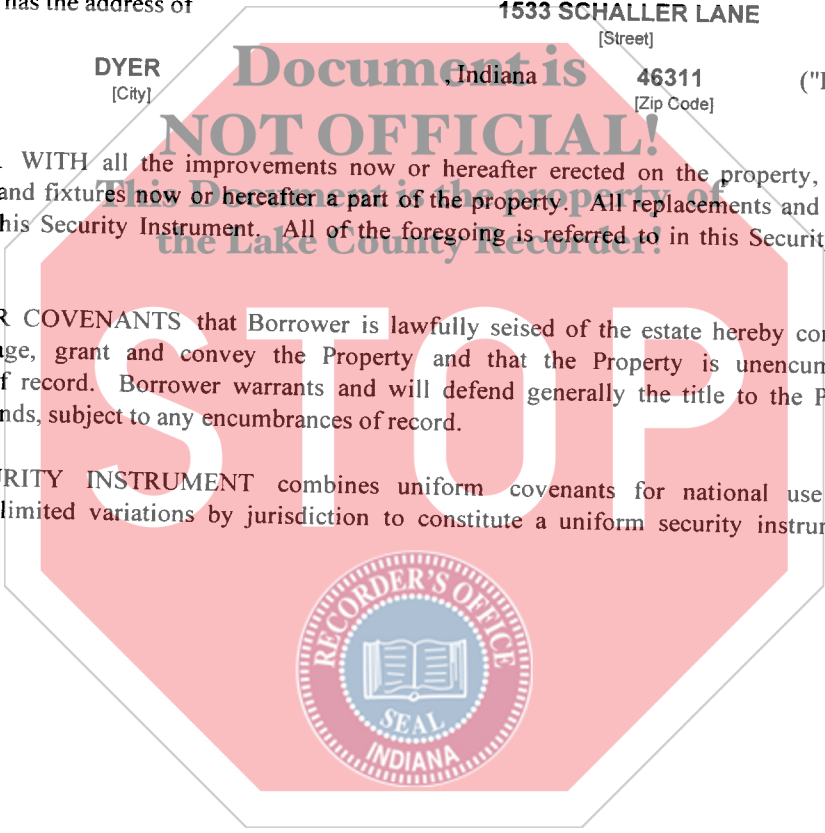 has the address of 1533 SCHALLER LANE
[Street]
DYER , Indiana 46311 ("
[City] [Zip Code]
Document is
NOT OFFICIAL!
This Document is the property of
the Lake County Recorder!
WITH all the improvements now or hereafter erected on the property,
and fixtures now or hereafter a part of the property. All replacements and
his Security Instrument. All of the foregoing is referred to in this Securit
R COVENANTS that Borrower is lawfully seised of the estate hereby con
age, grant and convey the Property and that the Property is unencum
f record. Borrower warrants and will defend generally the title to the P
nds, subject to any encumbrances of record.
URITY INSTRUMENT combines uniform covenants for national use
limited variations by jurisdiction to constitute a uniform security instrum
STOP
RECORDER'S OFFICE
SEAL
INDIANA